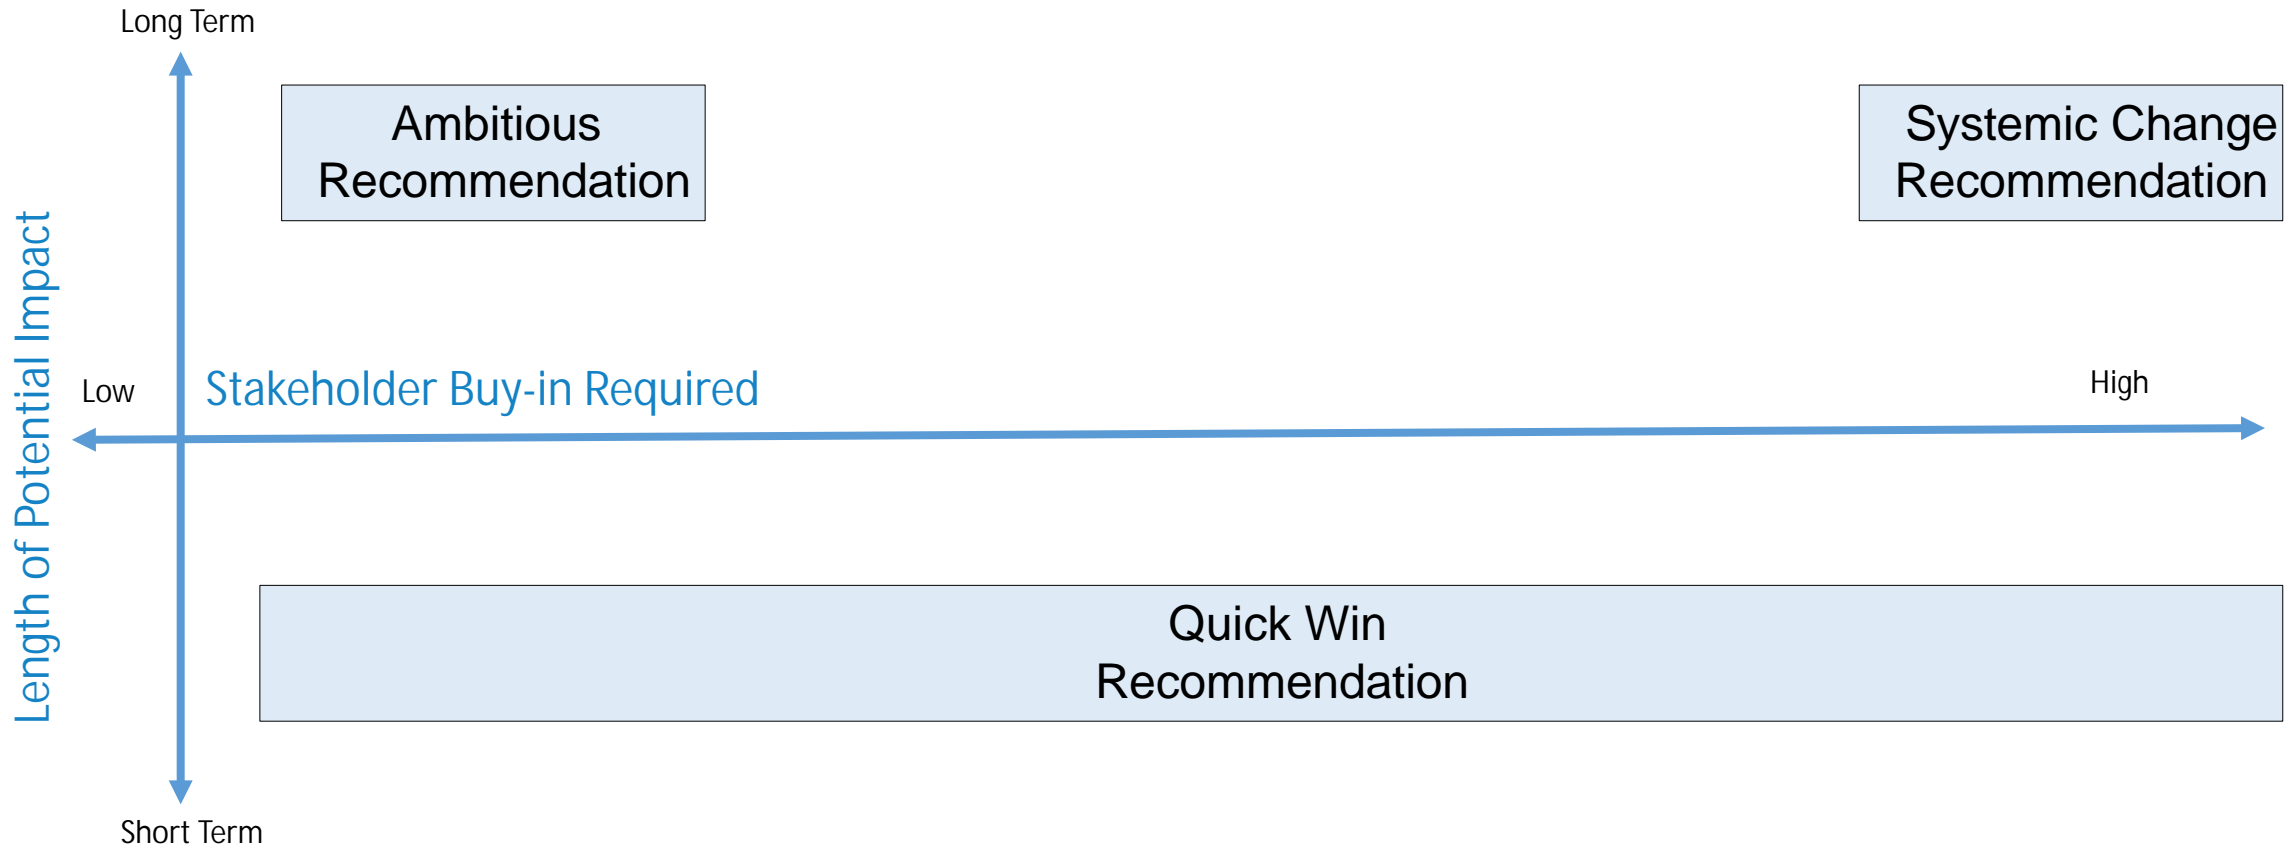 Long Term
Ambitious
Recommendation
Systemic Change
Recommendation
Length of Potential Impact
Low
Stakeholder Buy-in Required
High
Quick Win
Recommendation
Short Term